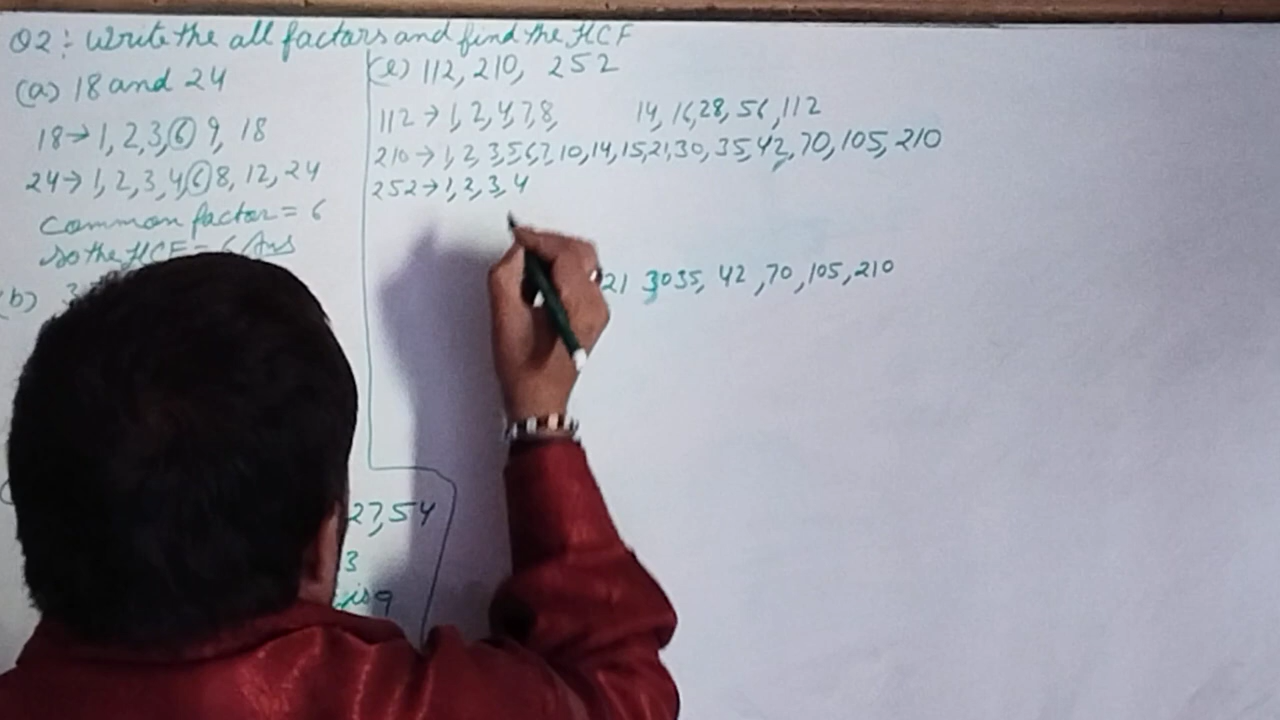 Q2: Write the all factors and find the HCF
(a) 18 and 24
18→1, 2, 3, 6 9, 18
24→1, 2, 3, 4, 6 8, 12, 24
Common factor = 6
so the HCF = 6 Ans
(b) 3
27, 54
3
is 9
(e) 112, 210, 252
112→1, 2, 4, 7, 8, 14, 16, 28, 56, 112
210→1, 2, 3, 5, 6, 7, 10, 14, 15, 21, 30, 35, 42, 70, 105, 210
252→1, 2, 3, 4
21 30 35, 42, 70, 105, 210